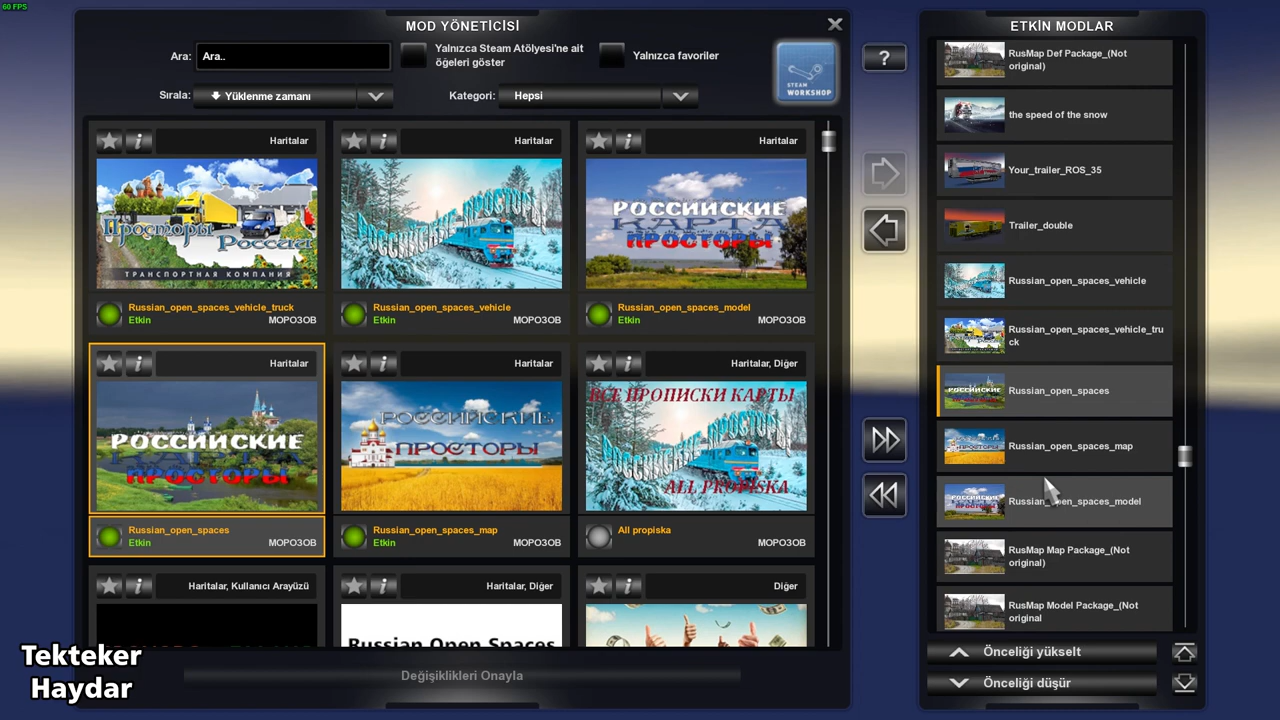 60 FPS
MOD YÖNETİCİSİ
Ara:
Ara..
Yalnızca Steam Atölyesi'ne ait
öğeleri göster
Yalnızca favoriler
STEAM
WORKSHOP
Sırala:
Yüklenme zamanı
Kategori:
Hepsi
Haritalar
Haritalar
Haritalar
Просторы
России
ТРАНСПОРТНАЯ КОМПАНИЯ
РОССИЙСКИЕ
КАРТА
ПРОСТОРЫ
Russian_open_spaces_vehicle_truck
Etkin
МОРОЗОВ
Russian_open_spaces_vehicle
Etkin
МОРОЗОВ
Russian_open_spaces_model
Etkin
МОРОЗОВ
Haritalar
Haritalar
Haritalar, Diğer
РОССИЙСКИЕ
КАРТА
ПРОСТОРЫ
РОССИЙСКИЕ
ПРОСТОРЫ
ВСЕ ПРОПИСКИ КАРТЫ
ALL PROPISKA
Russian_open_spaces
Etkin
МОРОЗОВ
Russian_open_spaces_map
Etkin
МОРОЗОВ
All propiska
МОРОЗОВ
Haritalar, Kullanıcı Arayüzü
Haritalar, Diğer
Diğer
Russian Open Spaces
Değişiklikleri Onayla
?
ETKİN MODLAR
RusMap Def Package_(Not
original)
the speed of the snow
Your_trailer_ROS_35
Trailer_double
Russian_open_spaces_vehicle
Russian_open_spaces_vehicle_tru
ck
Russian_open_spaces
Russian_open_spaces_map
Russian_open_spaces_model
RusMap Map Package_(Not
original)
RusMap Model Package_(Not
original
Önceliği yükselt
Önceliği düşür
Tekteker
Haydar